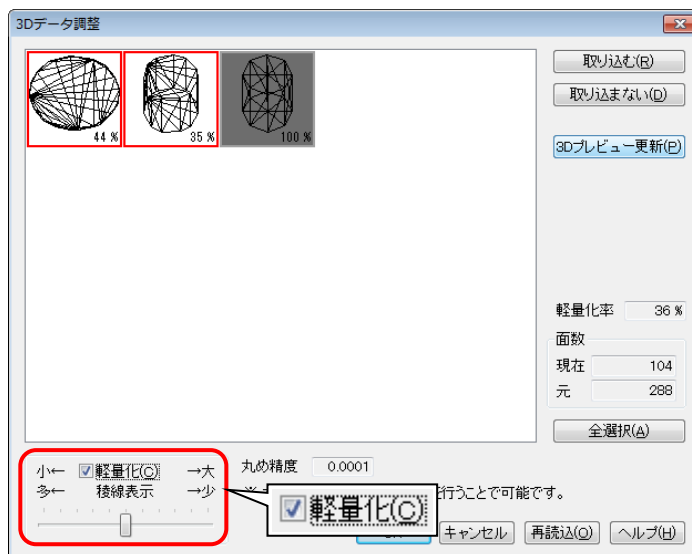 3Dデータ調整
取り込む(R)
取り込まない(D)
3Dプレビュー更新(P)
44 %
35 %
100 %
軽量化率 36 %
面数
現在 104
元 288
全選択(A)
小← 軽量化(C) →大
多← 稜線表示 →少
丸め精度 0.0001
行うことで可能です。
軽量化(C)
キャンセル
再読込(O)
ヘルプ(H)